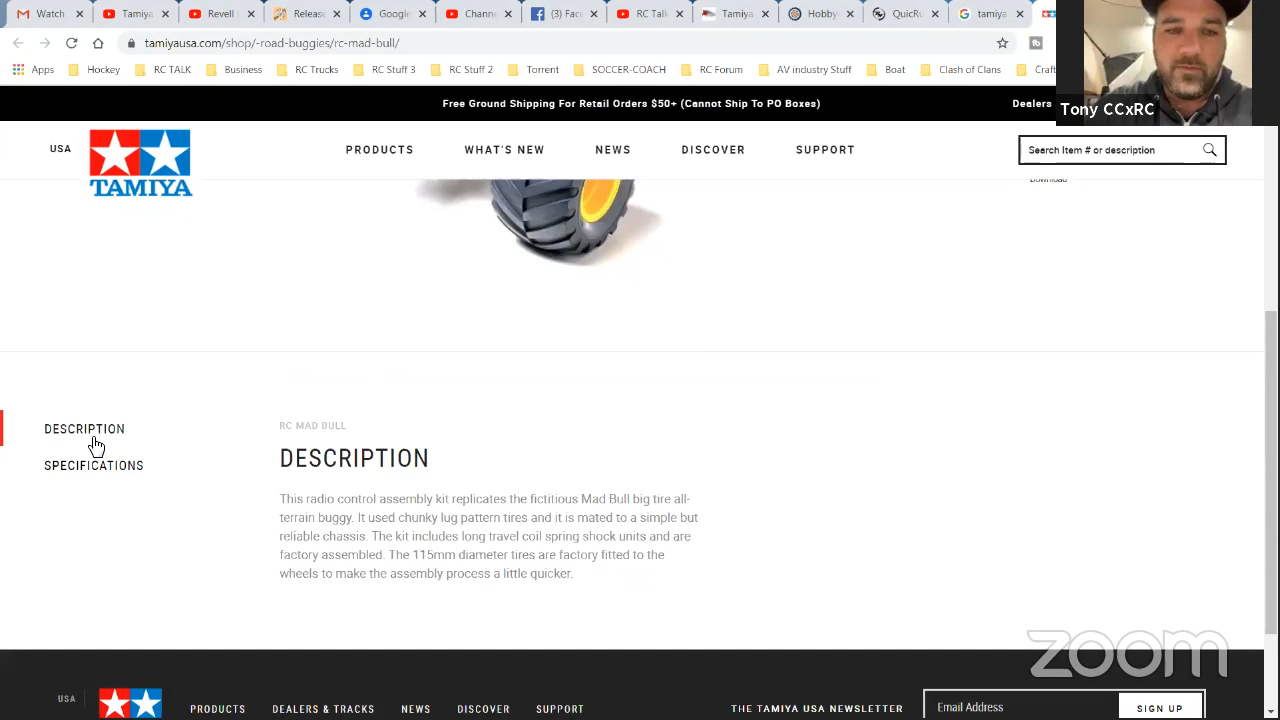 Watch
Tamiya
Revell
Release
Google
Channe
(3) Face
RC Talk
Tamiya
Hobby
QuicRu
tamiya
tamiyausa.com/shop/-road-buggies/rc-mad-bull/
Apps
Hockey
RC TALK
Business
RC Trucks
RC Stuff 3
RC Stuff 2
Torrent
SOCCER-COACH
RC Forum
AV industry Stuff
Boat
Clash of Clans
Craft
Tony CCxRC
Free Ground Shipping For Retail Orders $50+ (Cannot Ship To PO Boxes)
Dealers
USA
TAMIYA
PRODUCTS
WHAT'S NEW
NEWS
DISCOVER
SUPPORT
Search Item # or description
Download
DESCRIPTION
SPECIFICATIONS
RC MAD BULL
DESCRIPTION
This radio control assembly kit replicates the fictitious Mad Bull big tire all-
terrain buggy. It used chunky lug pattern tires and it is mated to a simple but
reliable chassis. The kit includes long travel coil spring shock units and are
factory assembled. The 115mm diameter tires are factory fitted to the
wheels to make the assembly process a little quicker.
zoom
USA
PRODUCTS
DEALERS & TRACKS
NEWS
DISCOVER
SUPPORT
THE TAMIYA USA NEWSLETTER
Email Address
SIGN UP